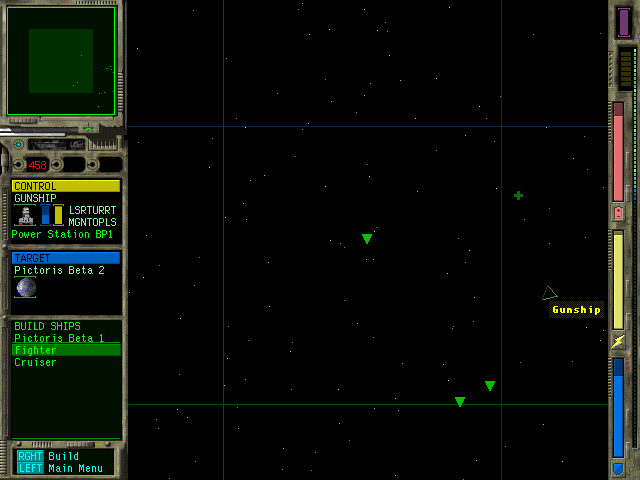 458
CONTROL
GUNSHIP
LSRTURRT
MGNTOPLS
Power Station BP1
TARGET
Pictoris Beta 2
BUILD SHIPS
Pictoris Beta 1
Fighter
Cruiser
RGHT Build
LEFT Main Menu
Gunship